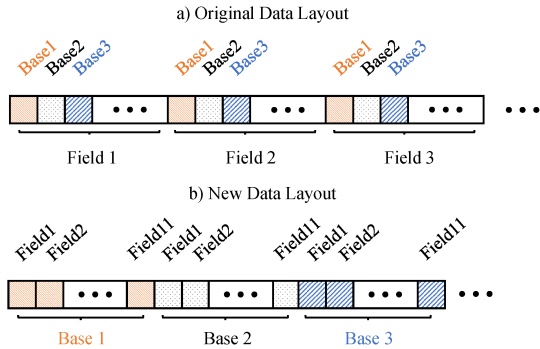 a) Original Data Layout
Base1 Base2 Base3 Base1 Base2 Base3 Base1 Base2 Base3
Field 1 Field 2 Field 3
b) New Data Layout
Field1 Field2 Field11 Field1 Field2 Field11 Field1 Field2 Field11
Base 1 Base 2 Base 3